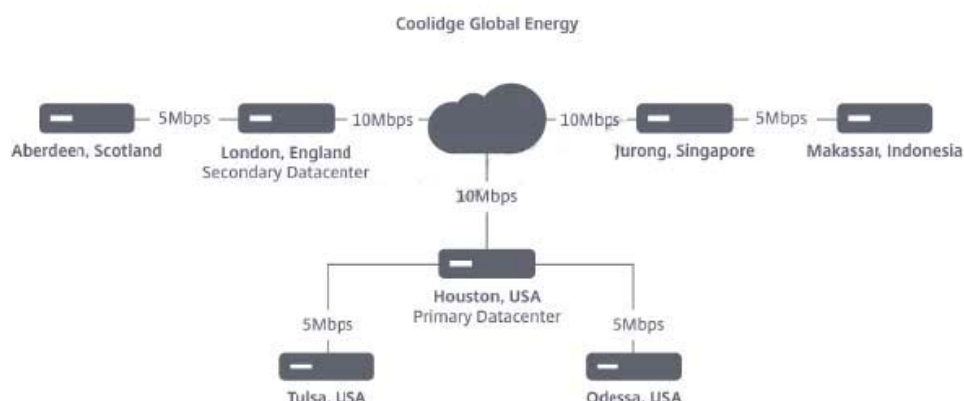 Coolidge Global Energy
5Mbps
10Mbps
10Mbps
5Mbps
Aberdeen, Scotland
London, England
Secondary Datacenter
Jurong, Singapore
Makassar, Indonesia
10Mbps
Houston, USA
Primary Datacenter
5Mbps
5Mbps
Tulsa, USA
Odessa, USA